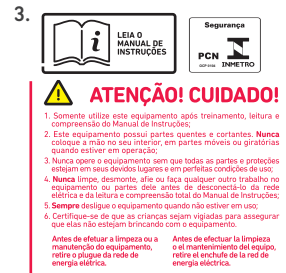 3.
LEIA O
MANUAL DE
INSTRUÇÕES
Segurança
PCN
OCP 0104
INMETRO
ATENÇÃO! CUIDADO!
1. Somente utilize este equipamento após treinamento, leitura e
compreensão do Manual de Instruções;
2. Este equipamento possui partes quentes e cortantes. Nunca
coloque a mão no seu interior, em partes móveis ou giratórias
quando estiver em operação;
3. Nunca opere o equipamento sem que todas as partes e proteções
estejam em seus devidos lugares e em perfeitas condições de uso;
4. Nunca limpe, desmonte, afie ou faça qualquer outro trabalho no
equipamento ou partes dele antes de desconectá-lo da rede
elétrica e da leitura e compreensão total do Manual de Instruções;
5. Sempre desligue o equipamento quando não estiver em uso;
6. Certifique-se de que as crianças sejam vigiadas para assegurar
que elas não estejam brincando com o equipamento.
Antes de efetuar a limpeza ou a
manutenção do equipamento,
retire o plugue da rede de
energia elétrica.
Antes de efectuar la limpieza
o el mantenimiento del equipo,
retire el enchufe de la red de
energía eléctrica.